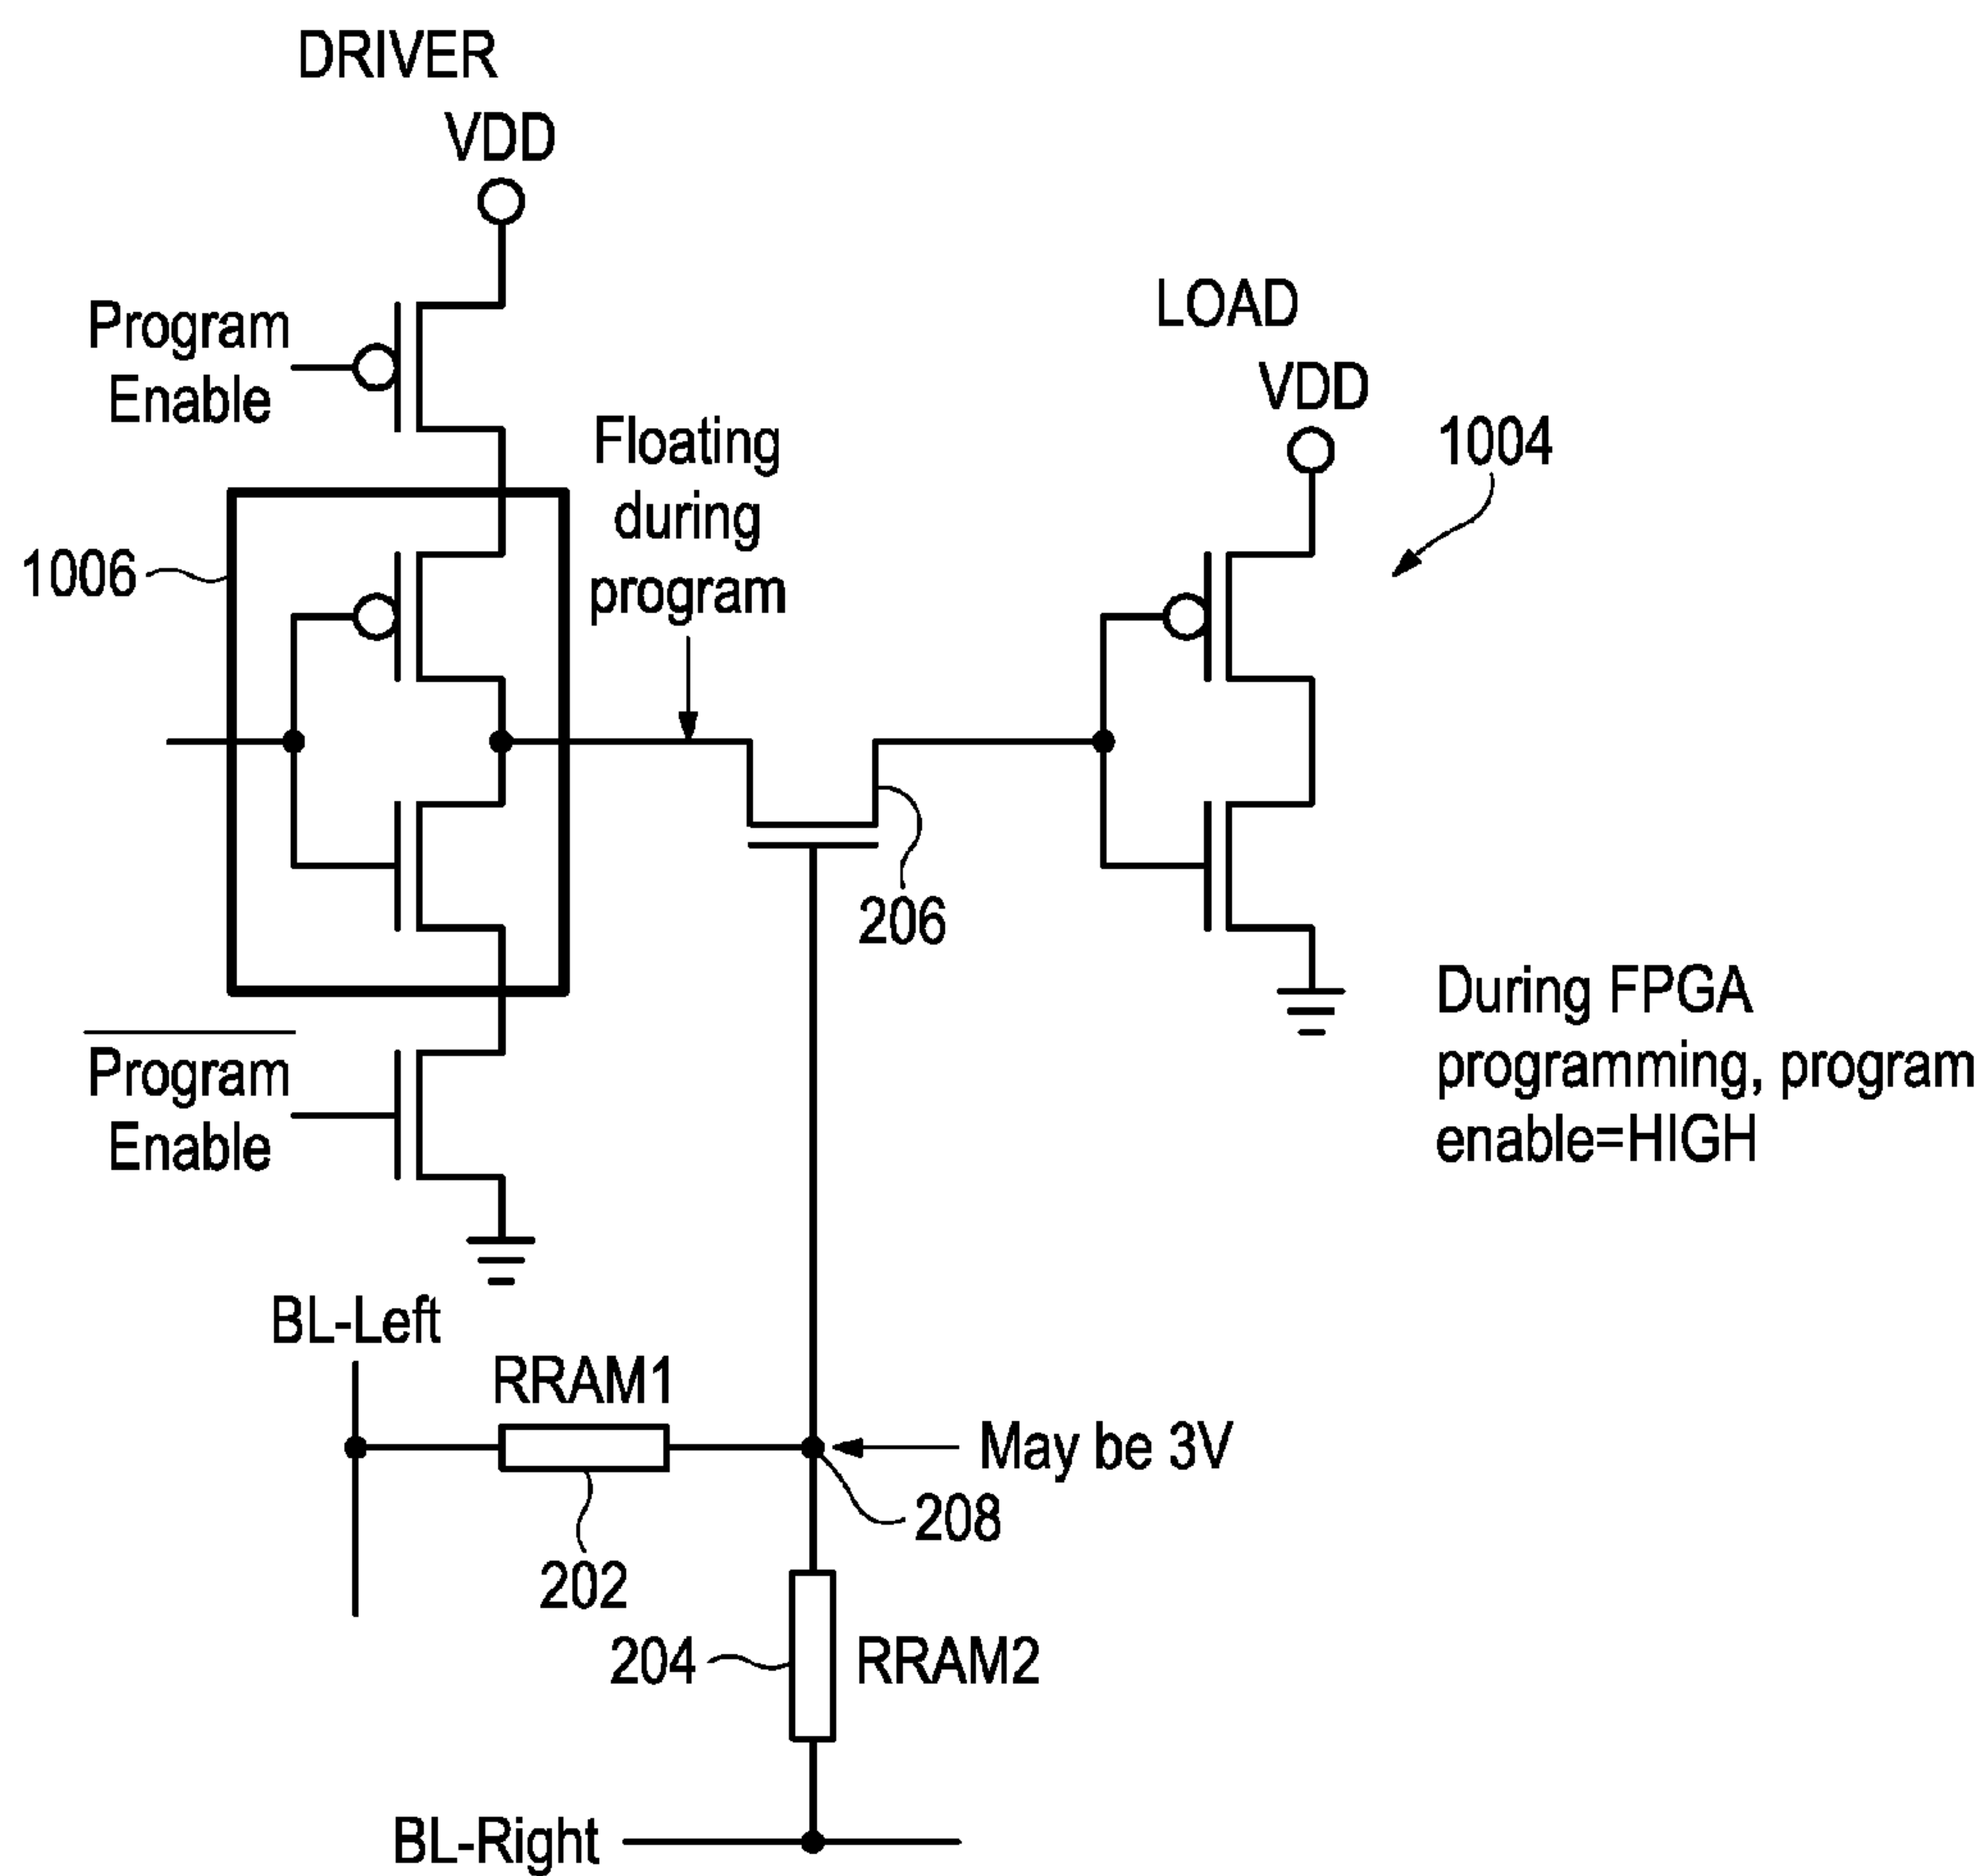 DRIVER
VDD
Program
Enable
LOAD
VDD
1004
Floating
during
program
1006
206
During FPGA
programming, program
enable=HIGH
Program
Enable
BL-Left
RRAM1
May be 3V
208
202
204
RRAM2
BL-Right